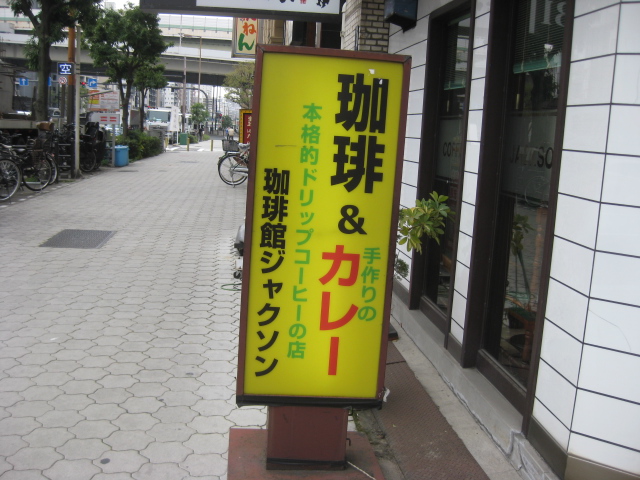 珈琲
&
手作りの
カレー
本格的ドリップコーヒーの店
珈琲館ジャクソン